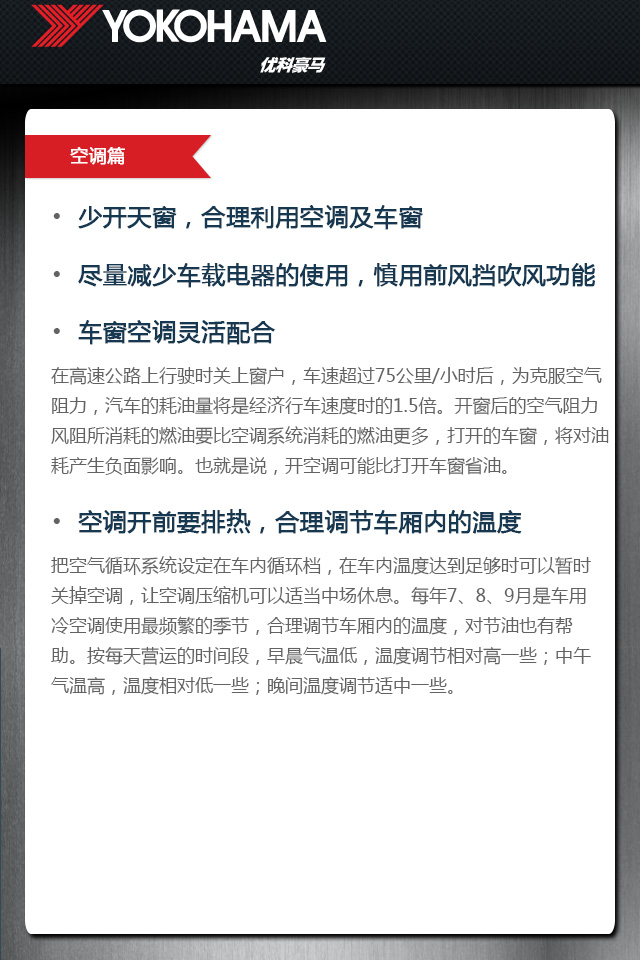 YOKOHAMA
优科豪马
空调篇
• 少开天窗，合理利用空调及车窗
• 尽量减少车载电器的使用，慎用前风挡吹风功能
• 车窗空调灵活配合
在高速公路上行驶时关上窗户，车速超过75公里/小时后，为克服空气
阻力，汽车的耗油量将是经济行车速度时的1.5倍。开窗后的空气阻力
风阻所消耗的燃油要比空调系统消耗的燃油更多，打开的车窗，将对油
耗产生负面影响。也就是说，开空调可能比打开车窗省油。
• 空调开前要排热，合理调节车厢内的温度
把空气循环系统设定在车内循环档，在车内温度达到足够时可以暂时
关掉空调，让空调压缩机可以适当中场休息。每年7、8、9月是车用
冷空调使用最频繁的季节，合理调节车厢内的温度，对节油也有帮
助。按每天营运的时间段，早晨气温低，温度调节相对高一些；中午
气温高，温度相对低一些；晚间温度调节适中一些。